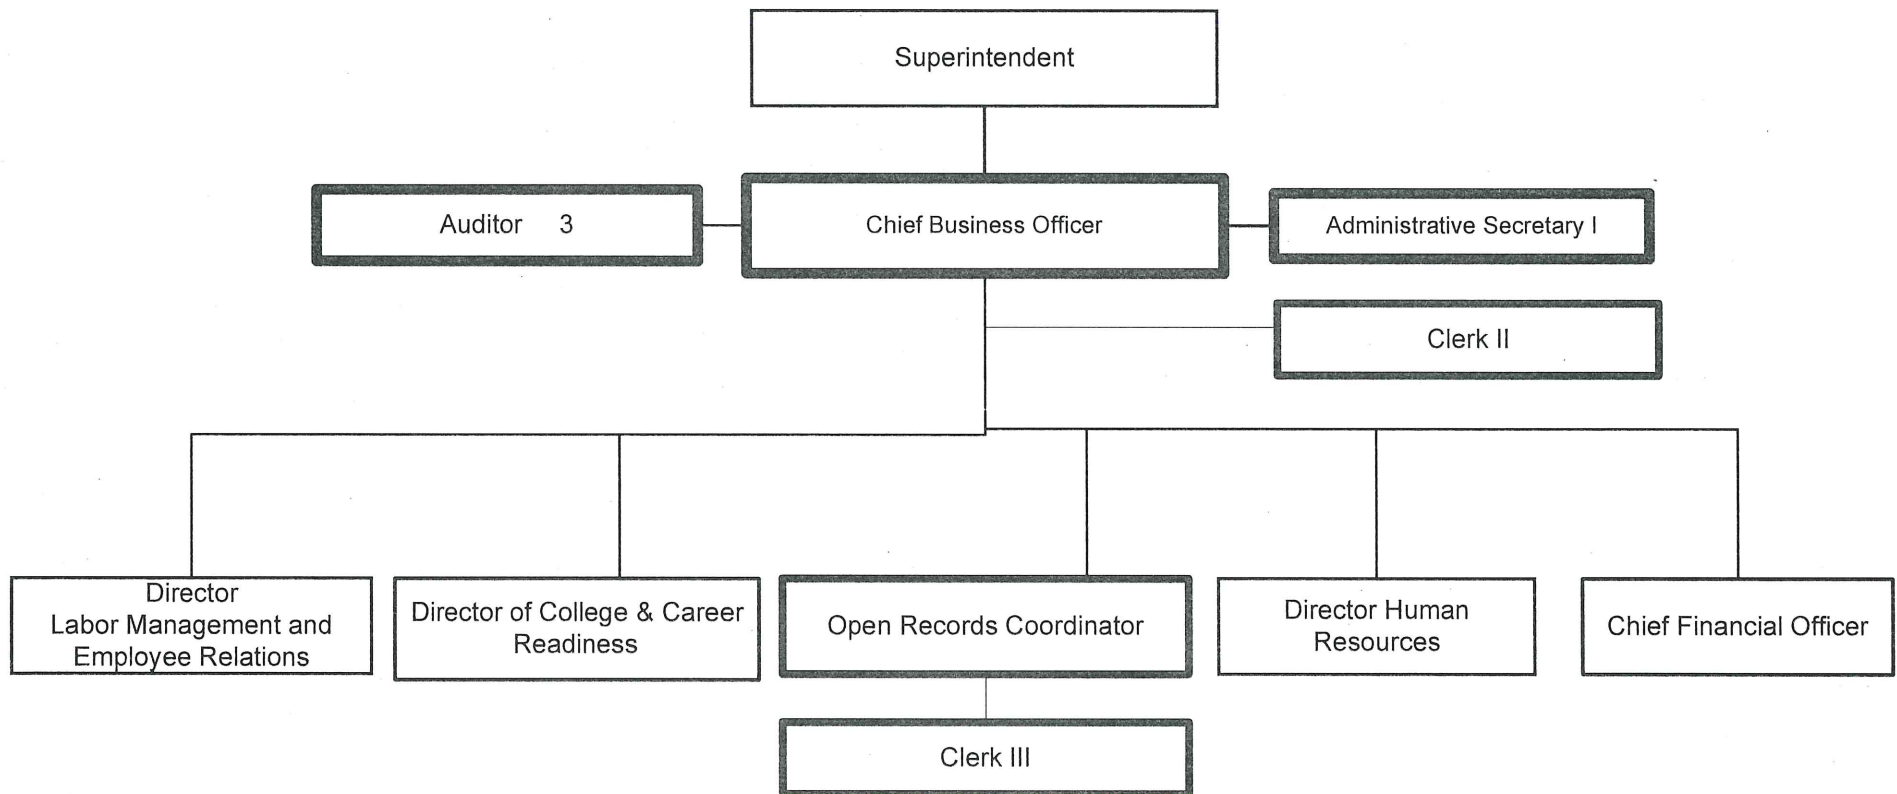 Superintendent
Auditor 3
Chief Business Officer
Administrative Secretary I
Clerk II
Director
Labor Management and
Employee Relations
Director of College & Career
Readiness
Open Records Coordinator
Director Human
Resources
Chief Financial Officer
Clerk III